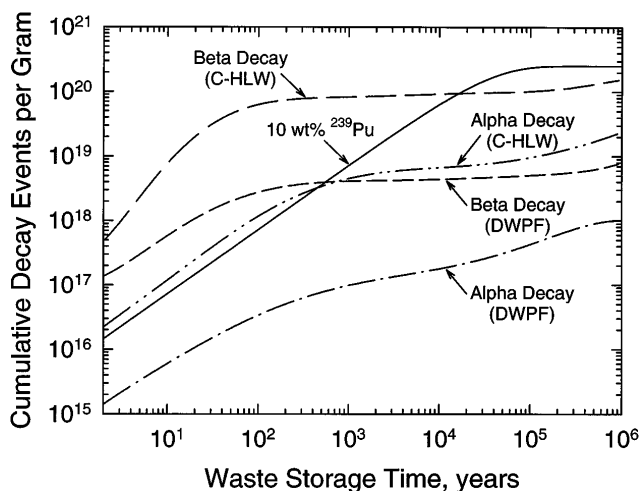 Cumulative Decay Events per Gram
10²¹
10²⁰
10¹⁹
10¹⁸
10¹⁷
10¹⁶
10¹⁵
Beta Decay
(C-HLW)
10 wt% ²³⁹Pu
Alpha Decay
(C-HLW)
Beta Decay
(DWPF)
Alpha Decay
(DWPF)
10¹ 10² 10³ 10⁴ 10⁵ 10⁶
Waste Storage Time, years